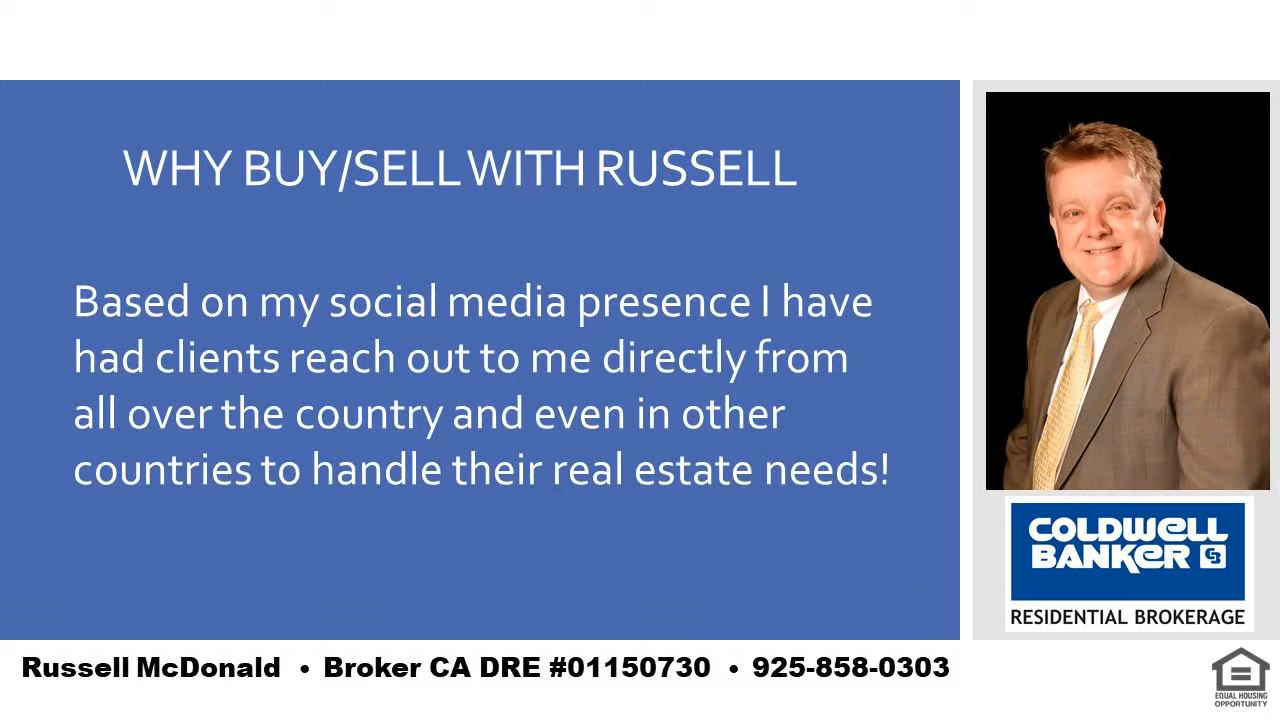 WHY BUY/SELL WITH RUSSELL
Based on my social media presence I have
had clients reach out to me directly from
all over the country and even in other
countries to handle their real estate needs!
COLDWELL
BANKER CB
RESIDENTIAL BROKERAGE
Russell McDonald • Broker CA DRE #01150730 • 925-858-0303
EQUAL HOUSING
OPPORTUNITY